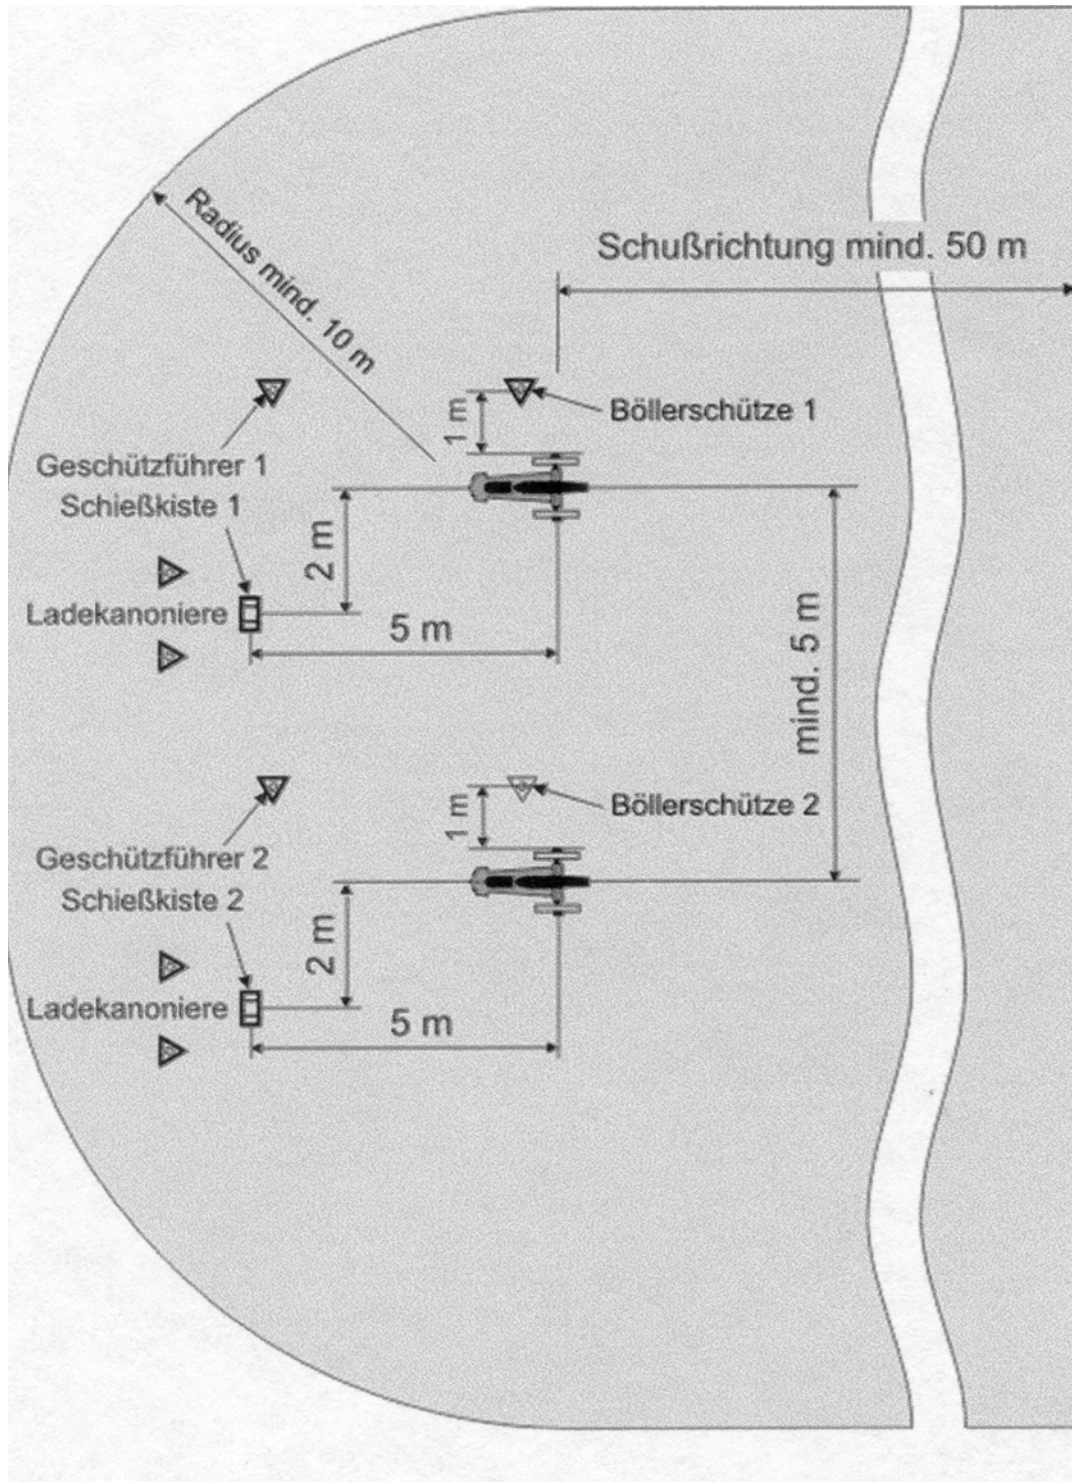 Radius mind. 10 m
Schußrichtung mind. 50 m
1 m
Böllerschütze 1
Geschützführer 1
Schießkiste 1
2 m
Ladekanoniere
5 m
mind. 5 m
1 m
Böllerschütze 2
Geschützführer 2
Schießkiste 2
2 m
Ladekanoniere
5 m